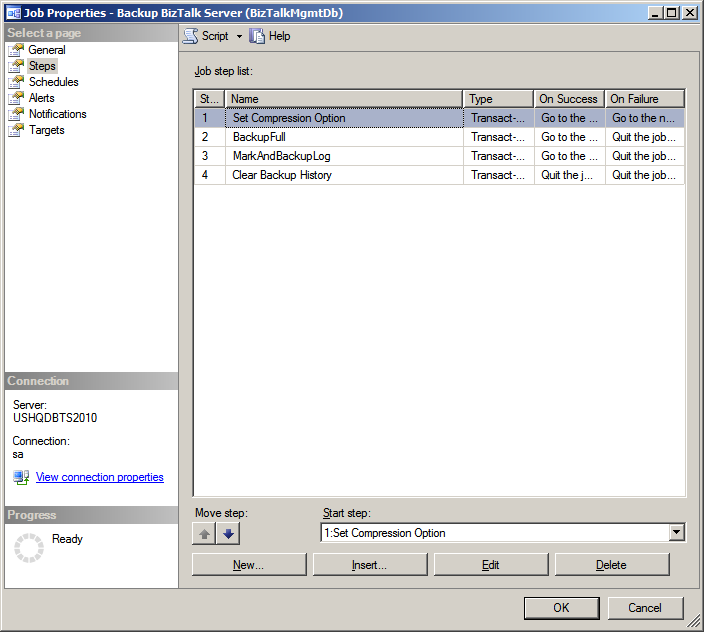 Job Properties - Backup BizTalk Server (BizTalkMgmtDb)
Select a page
General
Steps
Schedules
Alerts
Notifications
Targets
Script Help
Job step list:
St... Name Type On Success On Failure
1 Set Compression Option Transact-... Go to the ... Go to the n...
2 BackupFull Transact-... Go to the ... Quit the job...
3 MarkAndBackupLog Transact-... Go to the ... Quit the job...
4 Clear Backup History Transact-... Quit the j... Quit the job...
Connection
Server:
USHQDBTS2010
Connection:
sa
View connection properties
Progress
Ready
Move step:
Start step:
1:Set Compression Option
New... Insert... Edit Delete
OK Cancel